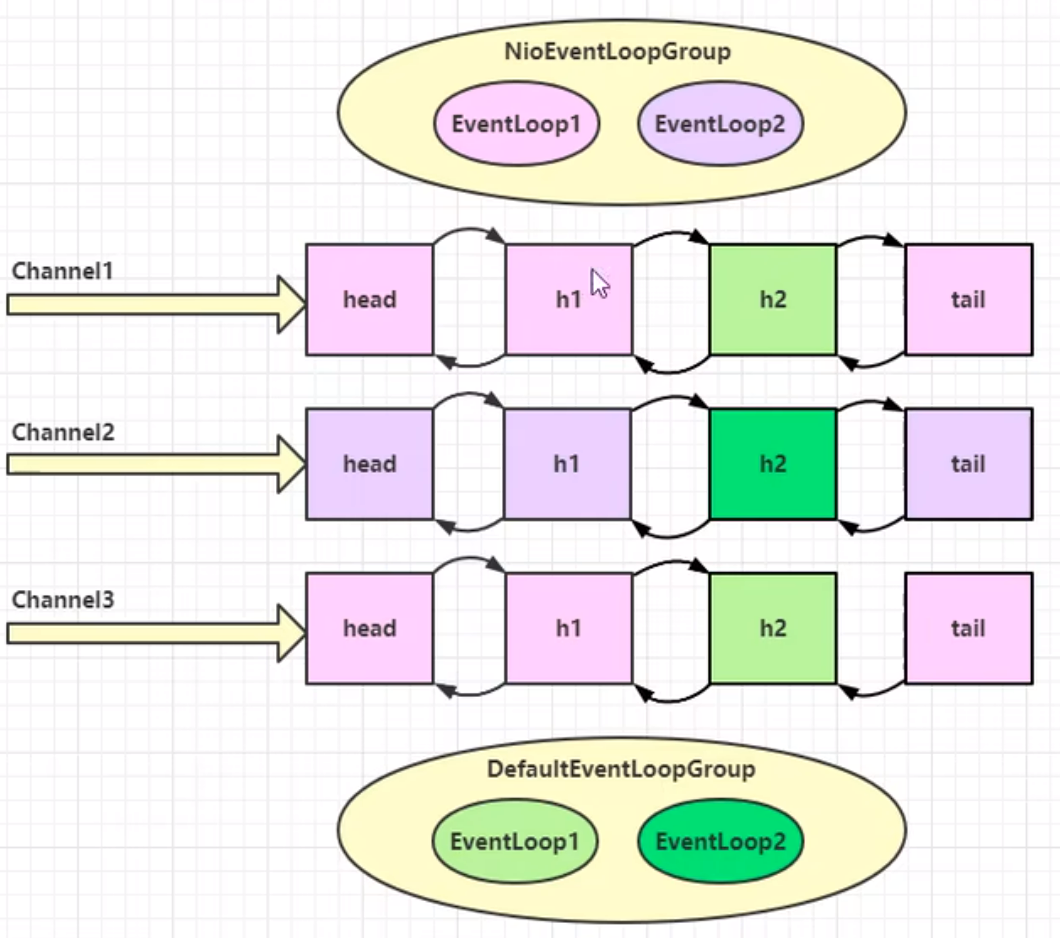 NioEventLoopGroup
EventLoop1 EventLoop2
Channel1
head h1 h2 tail
Channel2
head h1 h2 tail
Channel3
head h1 h2 tail
DefaultEventLoopGroup
EventLoop1 EventLoop2